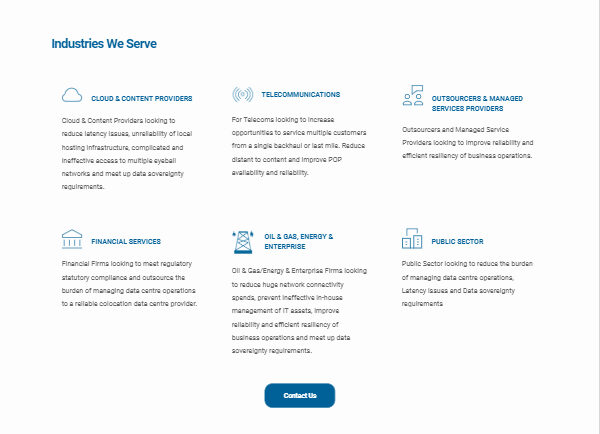 Industries We Serve
CLOUD & CONTENT PROVIDERS
Cloud & Content Providers looking to
reduce latency issues, unreliability of local
hosting infrastructure, complicated and
ineffective access to multiple eyeball
networks and meet up data sovereignty
requirements.
TELECOMMUNICATIONS
For Telecoms looking to increase
opportunities to service multiple customers
from a single backhaul or last mile. Reduce
distant to content and improve POP
availability and reliability.
OUTSOURCERS & MANAGED
SERVICES PROVIDERS
Outsourcers and Managed Service
Providers looking to improve reliability and
efficient resiliency of business operations.
FINANCIAL SERVICES
Financial Firms looking to meet regulatory
statutory compliance and outsource the
burden of managing data centre operations
to a reliable colocation data centre provider.
OIL & GAS, ENERGY &
ENTERPRISE
Oil & Gas/Energy & Enterprise Firms looking
to reduce huge network connectivity
spends, prevent ineffective in-house
management of IT assets, improve
reliability and efficient resiliency of
business operations and meet up data
sovereignty requirements.
PUBLIC SECTOR
Public Sector looking to reduce the burden
of managing data centre operations,
Latency issues and Data sovereignty
requirements
Contact Us